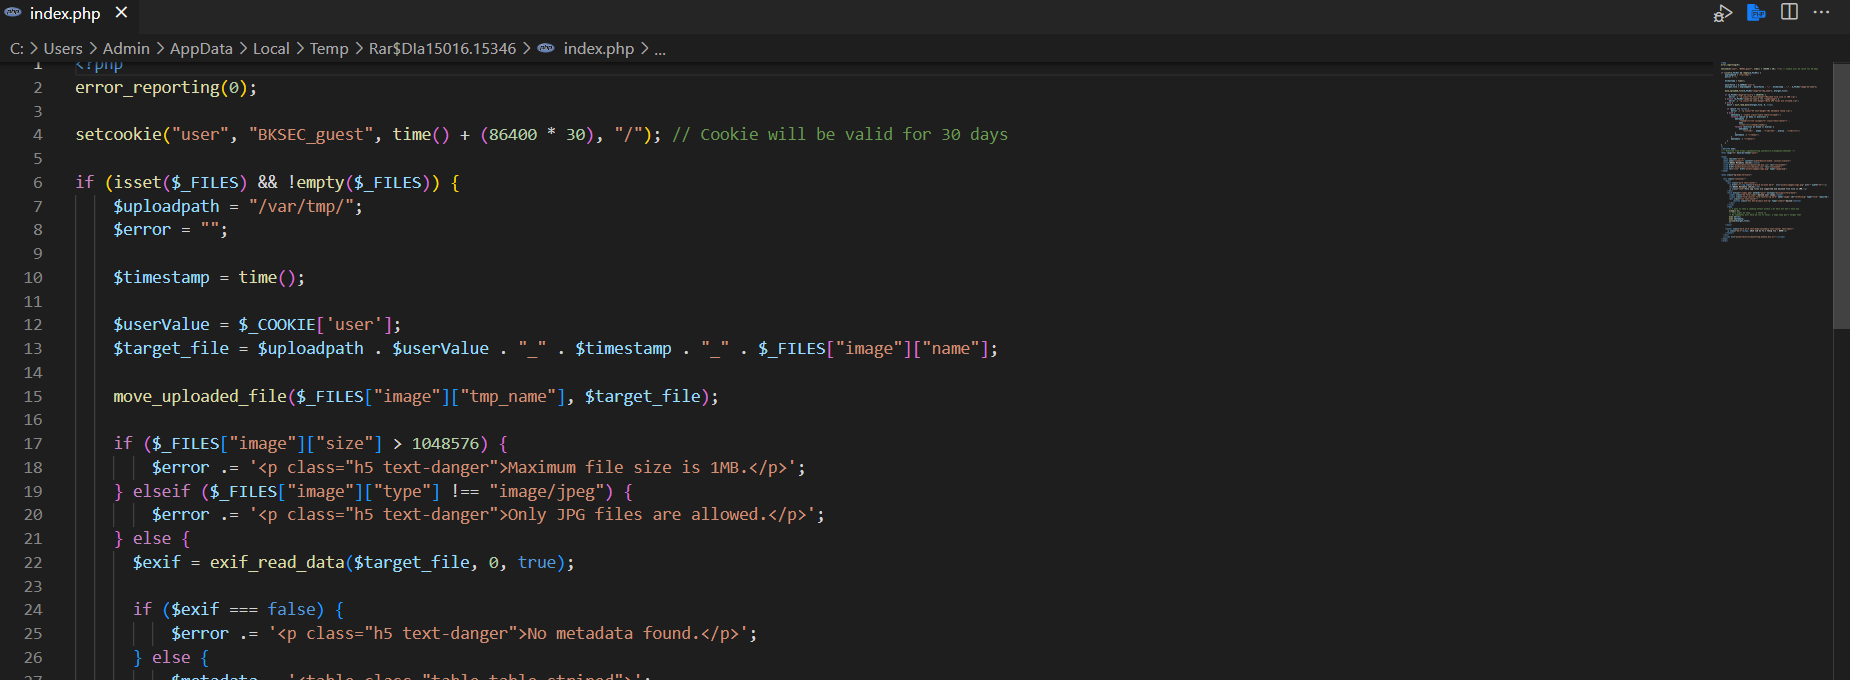 index.php
C: > Users > Admin > AppData > Local > Temp > Rar$DIa15016.15346 > index.php > ...
1 <?php
2 error_reporting(0);
3
4 setcookie("user", "BKSEC_guest", time() + (86400 * 30), "/"); // Cookie will be valid for 30 days
5
6 if (isset($_FILES) && !empty($_FILES)) {
7 $uploadpath = "/var/tmp/";
8 $error = "";
9
10 $timestamp = time();
11
12 $userValue = $_COOKIE['user'];
13 $target_file = $uploadpath . $userValue . "_" . $timestamp . "_" . $_FILES["image"]["name"];
14
15 move_uploaded_file($_FILES["image"]["tmp_name"], $target_file);
16
17 if ($_FILES["image"]["size"] > 1048576) {
18 $error .= '<p class="h5 text-danger">Maximum file size is 1MB.</p>';
19 } elseif ($_FILES["image"]["type"] !== "image/jpeg") {
20 $error .= '<p class="h5 text-danger">Only JPG files are allowed.</p>';
21 } else {
22 $exif = exif_read_data($target_file, 0, true);
23
24 if ($exif === false) {
25 $error .= '<p class="h5 text-danger">No metadata found.</p>';
26 } else {
27 $metadata = '<table class="table table-striped">';